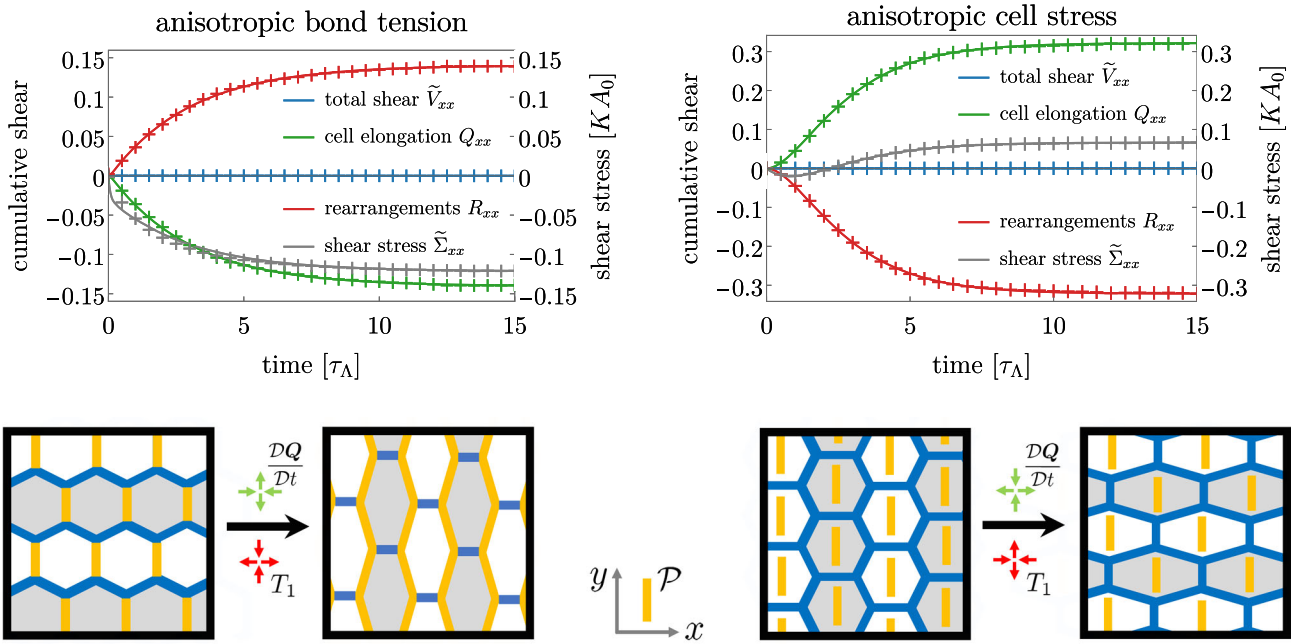 anisotropic bond tension
0.15
0.1
0.05
0
−0.05
−0.1
−0.15
cumulative shear
total shear Ṽxx
cell elongation Qxx
rearrangements Rxx
shear stress Σ̃xx
0.15
0.1
0.05
0
−0.05
−0.1
−0.15
shear stress [KA0]
0 5 10 15
time [τΛ]
anisotropic cell stress
0.3
0.2
0.1
0
−0.1
−0.2
−0.3
cumulative shear
total shear Ṽxx
cell elongation Qxx
rearrangements Rxx
shear stress Σ̃xx
0.3
0.2
0.1
0
−0.1
−0.2
−0.3
shear stress [KA0]
0 5 10 15
time [τΛ]
𝒟Q
𝒟t
T1
y
𝒫
x
𝒟Q
𝒟t
T1